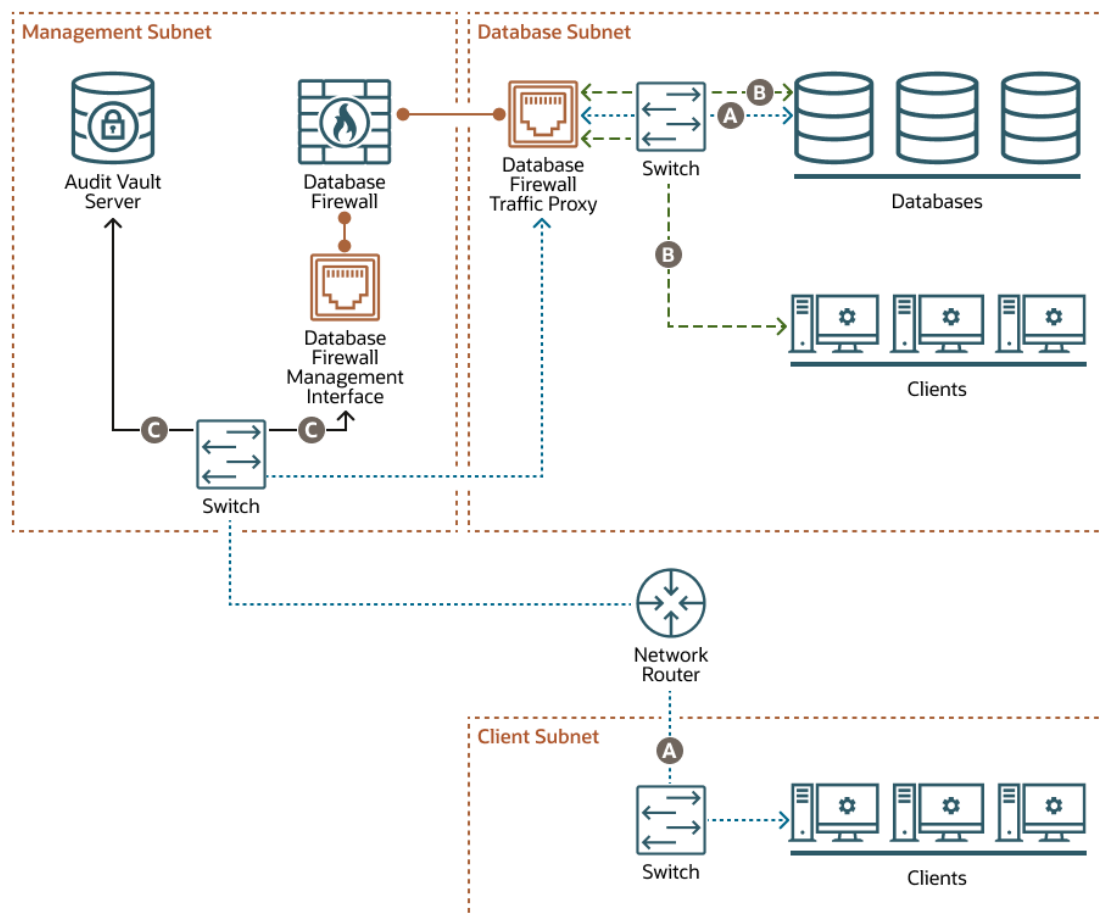 Management Subnet
Database Subnet
Audit Vault
Server
Database
Firewall
Database
Firewall
Traffic Proxy
Switch
B
A
Databases
B
Clients
Database
Firewall
Management
Interface
C
C
Switch
Network
Router
Client Subnet
A
Switch
Clients